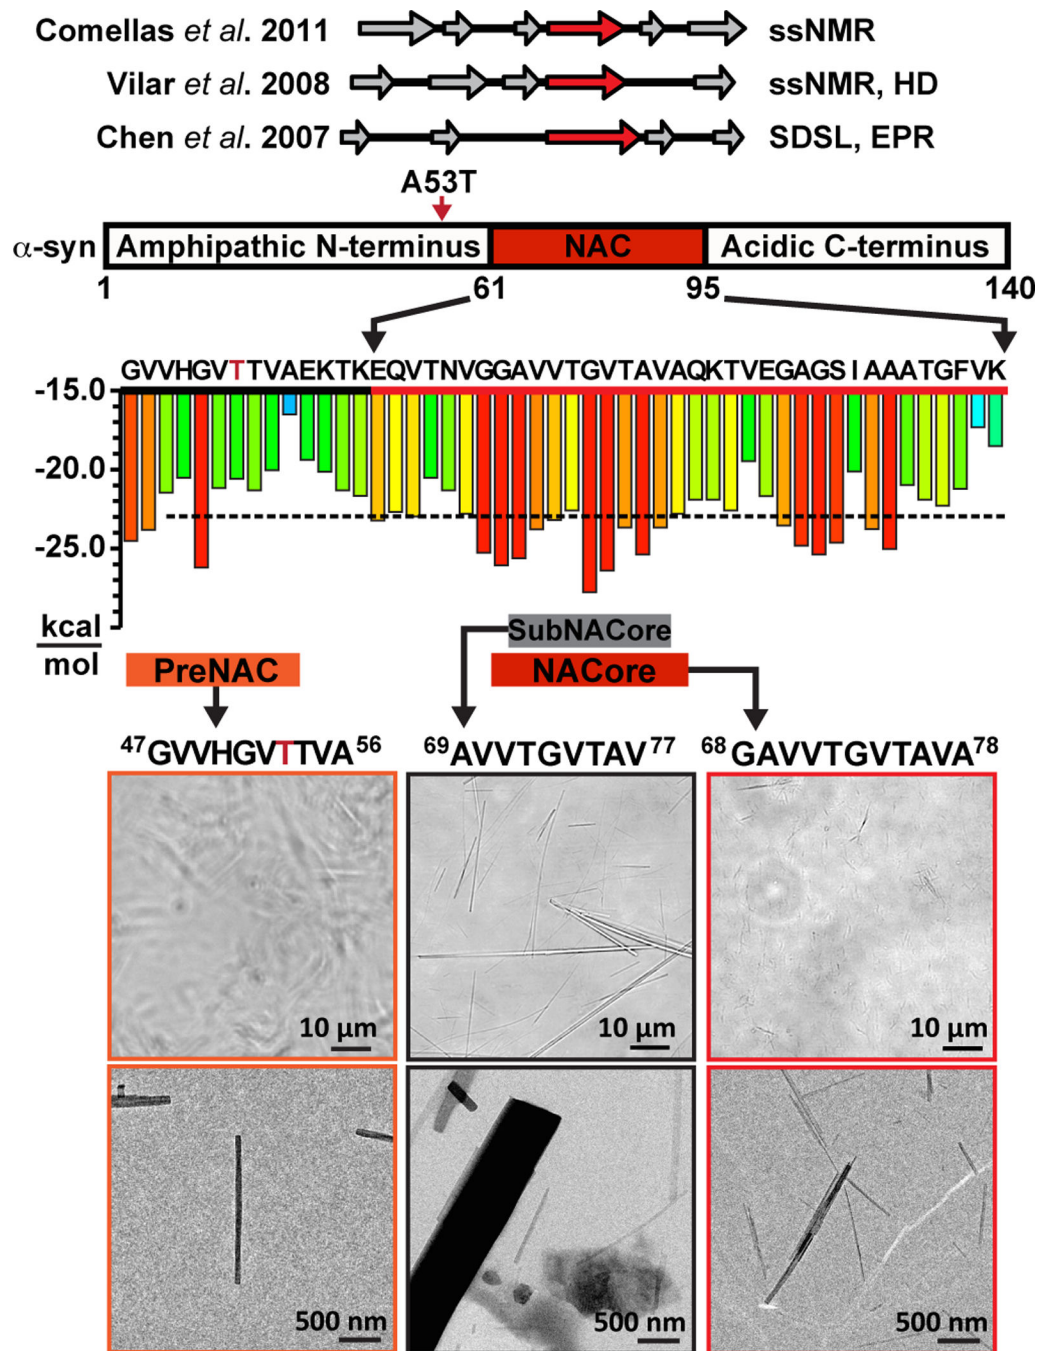 Comellas et al. 2011 ssNMR
Vilar et al. 2008 ssNMR, HD
Chen et al. 2007 SDSL, EPR
A53T
α-syn Amphipathic N-terminus NAC Acidic C-terminus
1 61 95 140
GVVHGVTTVAEKTKEQVTNVGGAVVTGVTAVAQKTVEGAGSIAAATGFVK
-15.0
-20.0
-25.0
kcal
mol
SubNACore
PreNAC NACore
47GVVHGVTTVA56 69AVVTGVTAV77 68GAVVTGVTAVA78
10 µm 10 µm 10 µm
500 nm 500 nm 500 nm